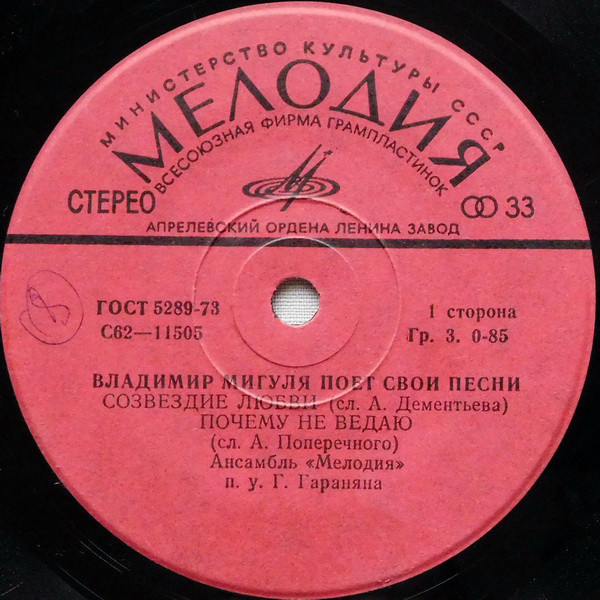 МИНИСТЕРСТВО КУЛЬТУРЫ СССР
МЕЛОДИЯ
ВСЕСОЮЗНАЯ ФИРМА ГРАМПЛАСТИНОК
СТЕРЕО
33
АПРЕЛЕВСКИЙ ОРДЕНА ЛЕНИНА ЗАВОД
8
ГОСТ 5289-73
1 сторона
С62—11505
Гр. 3. 0-85
ВЛАДИМИР МИГУЛЯ ПОЕТ СВОИ ПЕСНИ
СОЗВЕЗДИЕ ЛЮБВИ (сл. А. Дементьева)
ПОЧЕМУ НЕ ВЕДАЮ
(сл. А. Поперечного)
Ансамбль «Мелодия»
п. у. Г. Гараняна